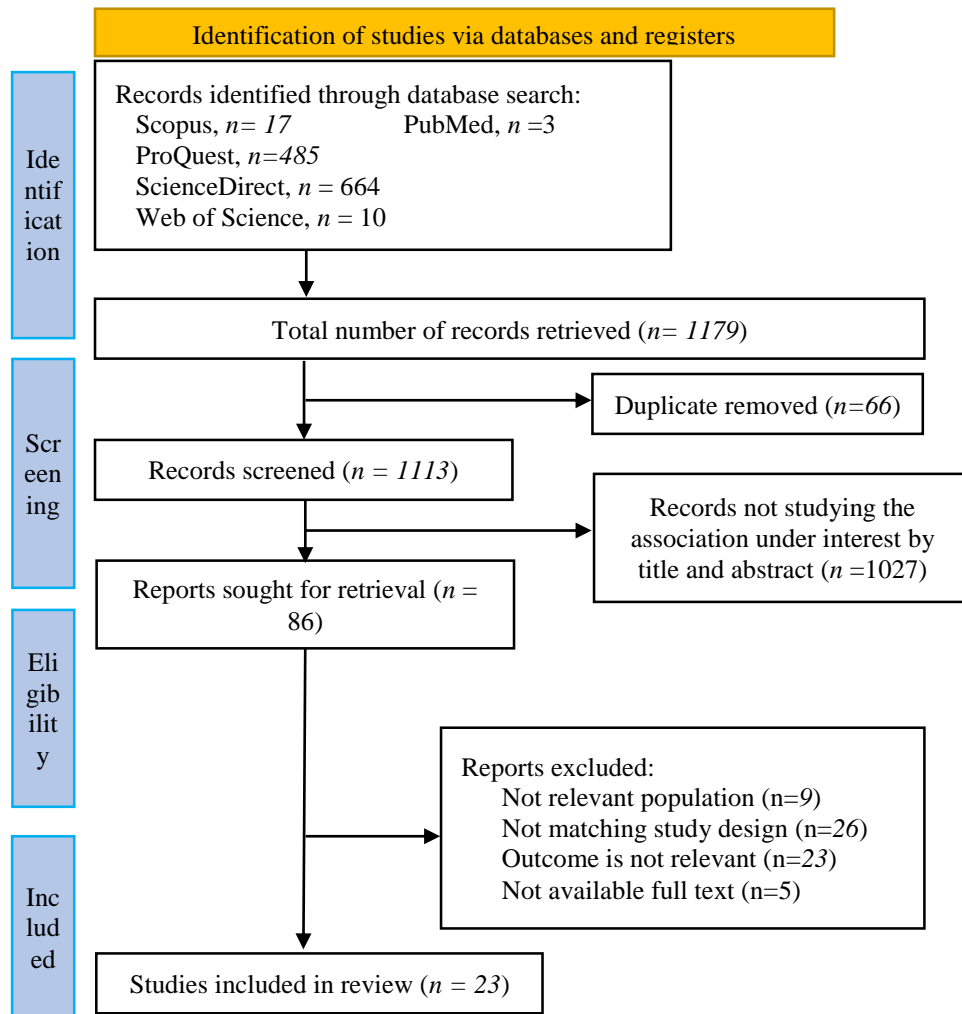 Identification of studies via databases and registers
Ide
ntif
icat
ion
Records identified through database search:
Scopus, n= 17 PubMed, n =3
ProQuest, n=485
ScienceDirect, n = 664
Web of Science, n = 10
Total number of records retrieved (n= 1179)
Scr
een
ing
Duplicate removed (n=66)
Records screened (n = 1113)
Records not studying the
association under interest by
title and abstract (n =1027)
Reports sought for retrieval (n =
86)
Eli
gib
ilit
y
Reports excluded:
Not relevant population (n=9)
Not matching study design (n=26)
Outcome is not relevant (n=23)
Not available full text (n=5)
Inc
lud
ed
Studies included in review (n = 23)